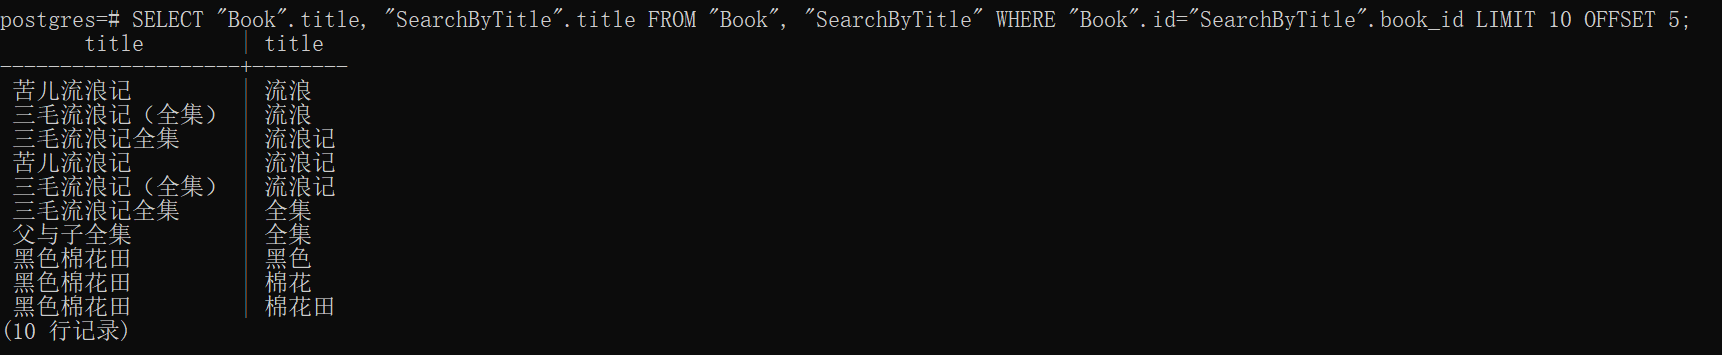 postgres=# SELECT "Book".title, "SearchByTitle".title FROM "Book", "SearchByTitle" WHERE "Book".id="SearchByTitle".book_id LIMIT 10 OFFSET 5;
title | title
--------------------+--------
苦儿流浪记 | 流浪
三毛流浪记（全集） | 流浪
三毛流浪记全集 | 流浪记
苦儿流浪记 | 流浪记
三毛流浪记（全集） | 流浪记
三毛流浪记全集 | 全集
父与子全集 | 全集
黑色棉花田 | 黑色
黑色棉花田 | 棉花
黑色棉花田 | 棉花田
(10 行记录)